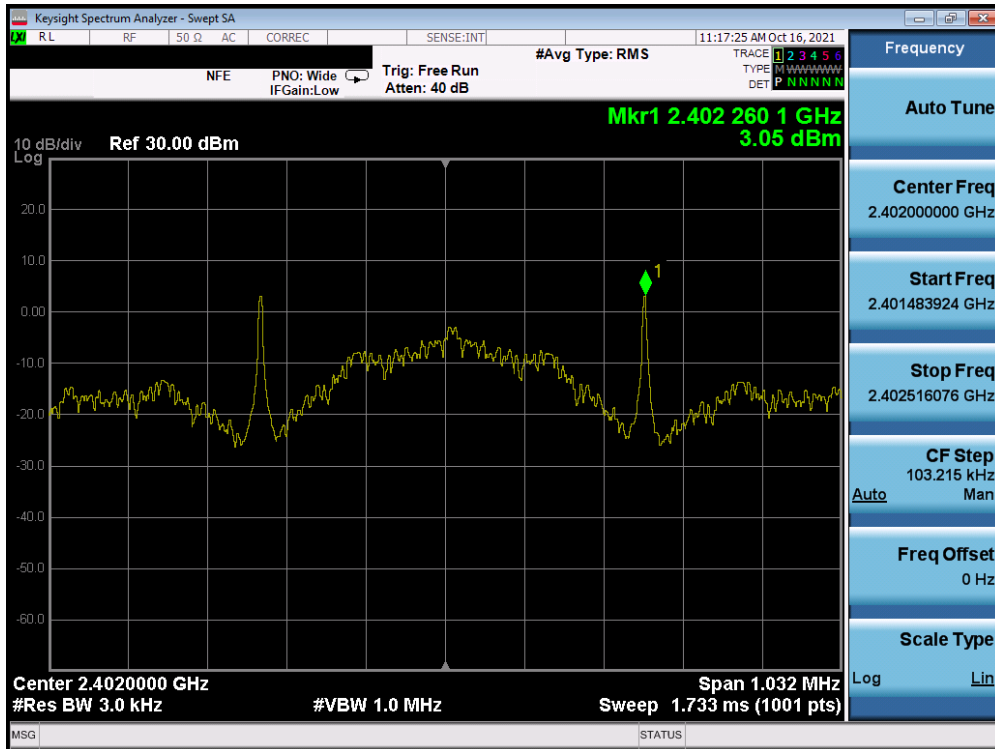 Keysight Spectrum Analyzer - Swept SA
LXI RL RF 50 Ω AC CORREC SENSE:INT 11:17:25 AM Oct 16, 2021
NFE PNO: Wide Trig: Free Run #Avg Type: RMS TRACE 1 2 3 4 5 6
IFGain:Low Atten: 40 dB TYPE M WWWWW
DET P N N N N N
Mkr1 2.402 260 1 GHz
3.05 dBm
10 dB/div Ref 30.00 dBm
Log
20.0
10.0
0.00
-10.0
-20.0
-30.0
-40.0
-50.0
-60.0
1
Center 2.4020000 GHz Span 1.032 MHz
#Res BW 3.0 kHz #VBW 1.0 MHz Sweep 1.733 ms (1001 pts)
MSG STATUS
Frequency
Auto Tune
Center Freq
2.402000000 GHz
Start Freq
2.401483924 GHz
Stop Freq
2.402516076 GHz
CF Step
103.215 kHz
Auto Man
Freq Offset
0 Hz
Scale Type
Log Lin